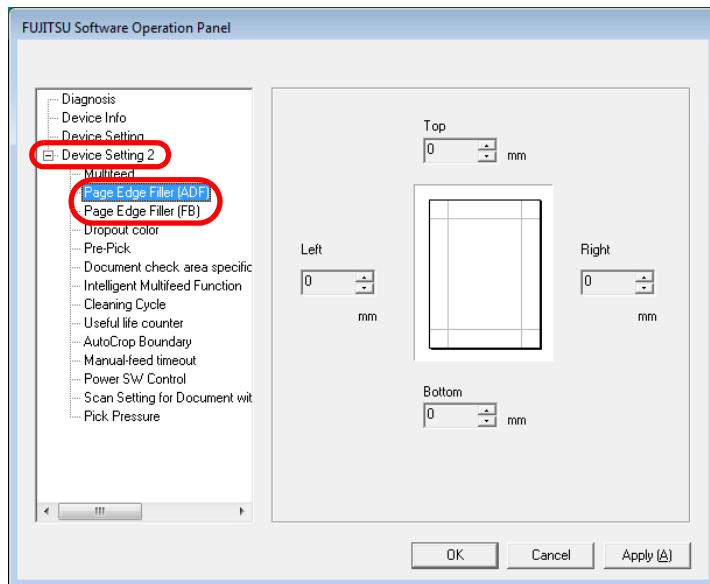 FUJITSU Software Operation Panel
Diagnosis
Device Info
Device Setting
Device Setting 2
Multifeed
Page Edge Filler (ADF)
Page Edge Filler (FB)
Dropout color
Pre-Pick
Document check area specific
Intelligent Multifeed Function
Cleaning Cycle
Useful life counter
AutoCrop Boundary
Manual-feed timeout
Power SW Control
Scan Setting for Document wit
Pick Pressure
Top
0 mm
Left
0
mm
Right
0
mm
Bottom
0 mm
OK Cancel Apply (A)